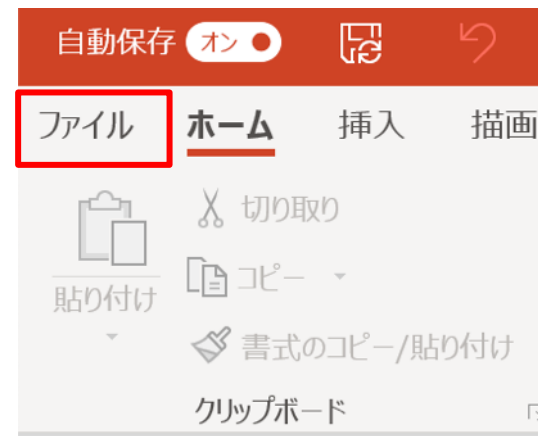 自動保存 オン
ファイル ホーム 挿入 描画
切り取り
コピー
貼り付け
書式のコピー/貼り付け
クリップボード